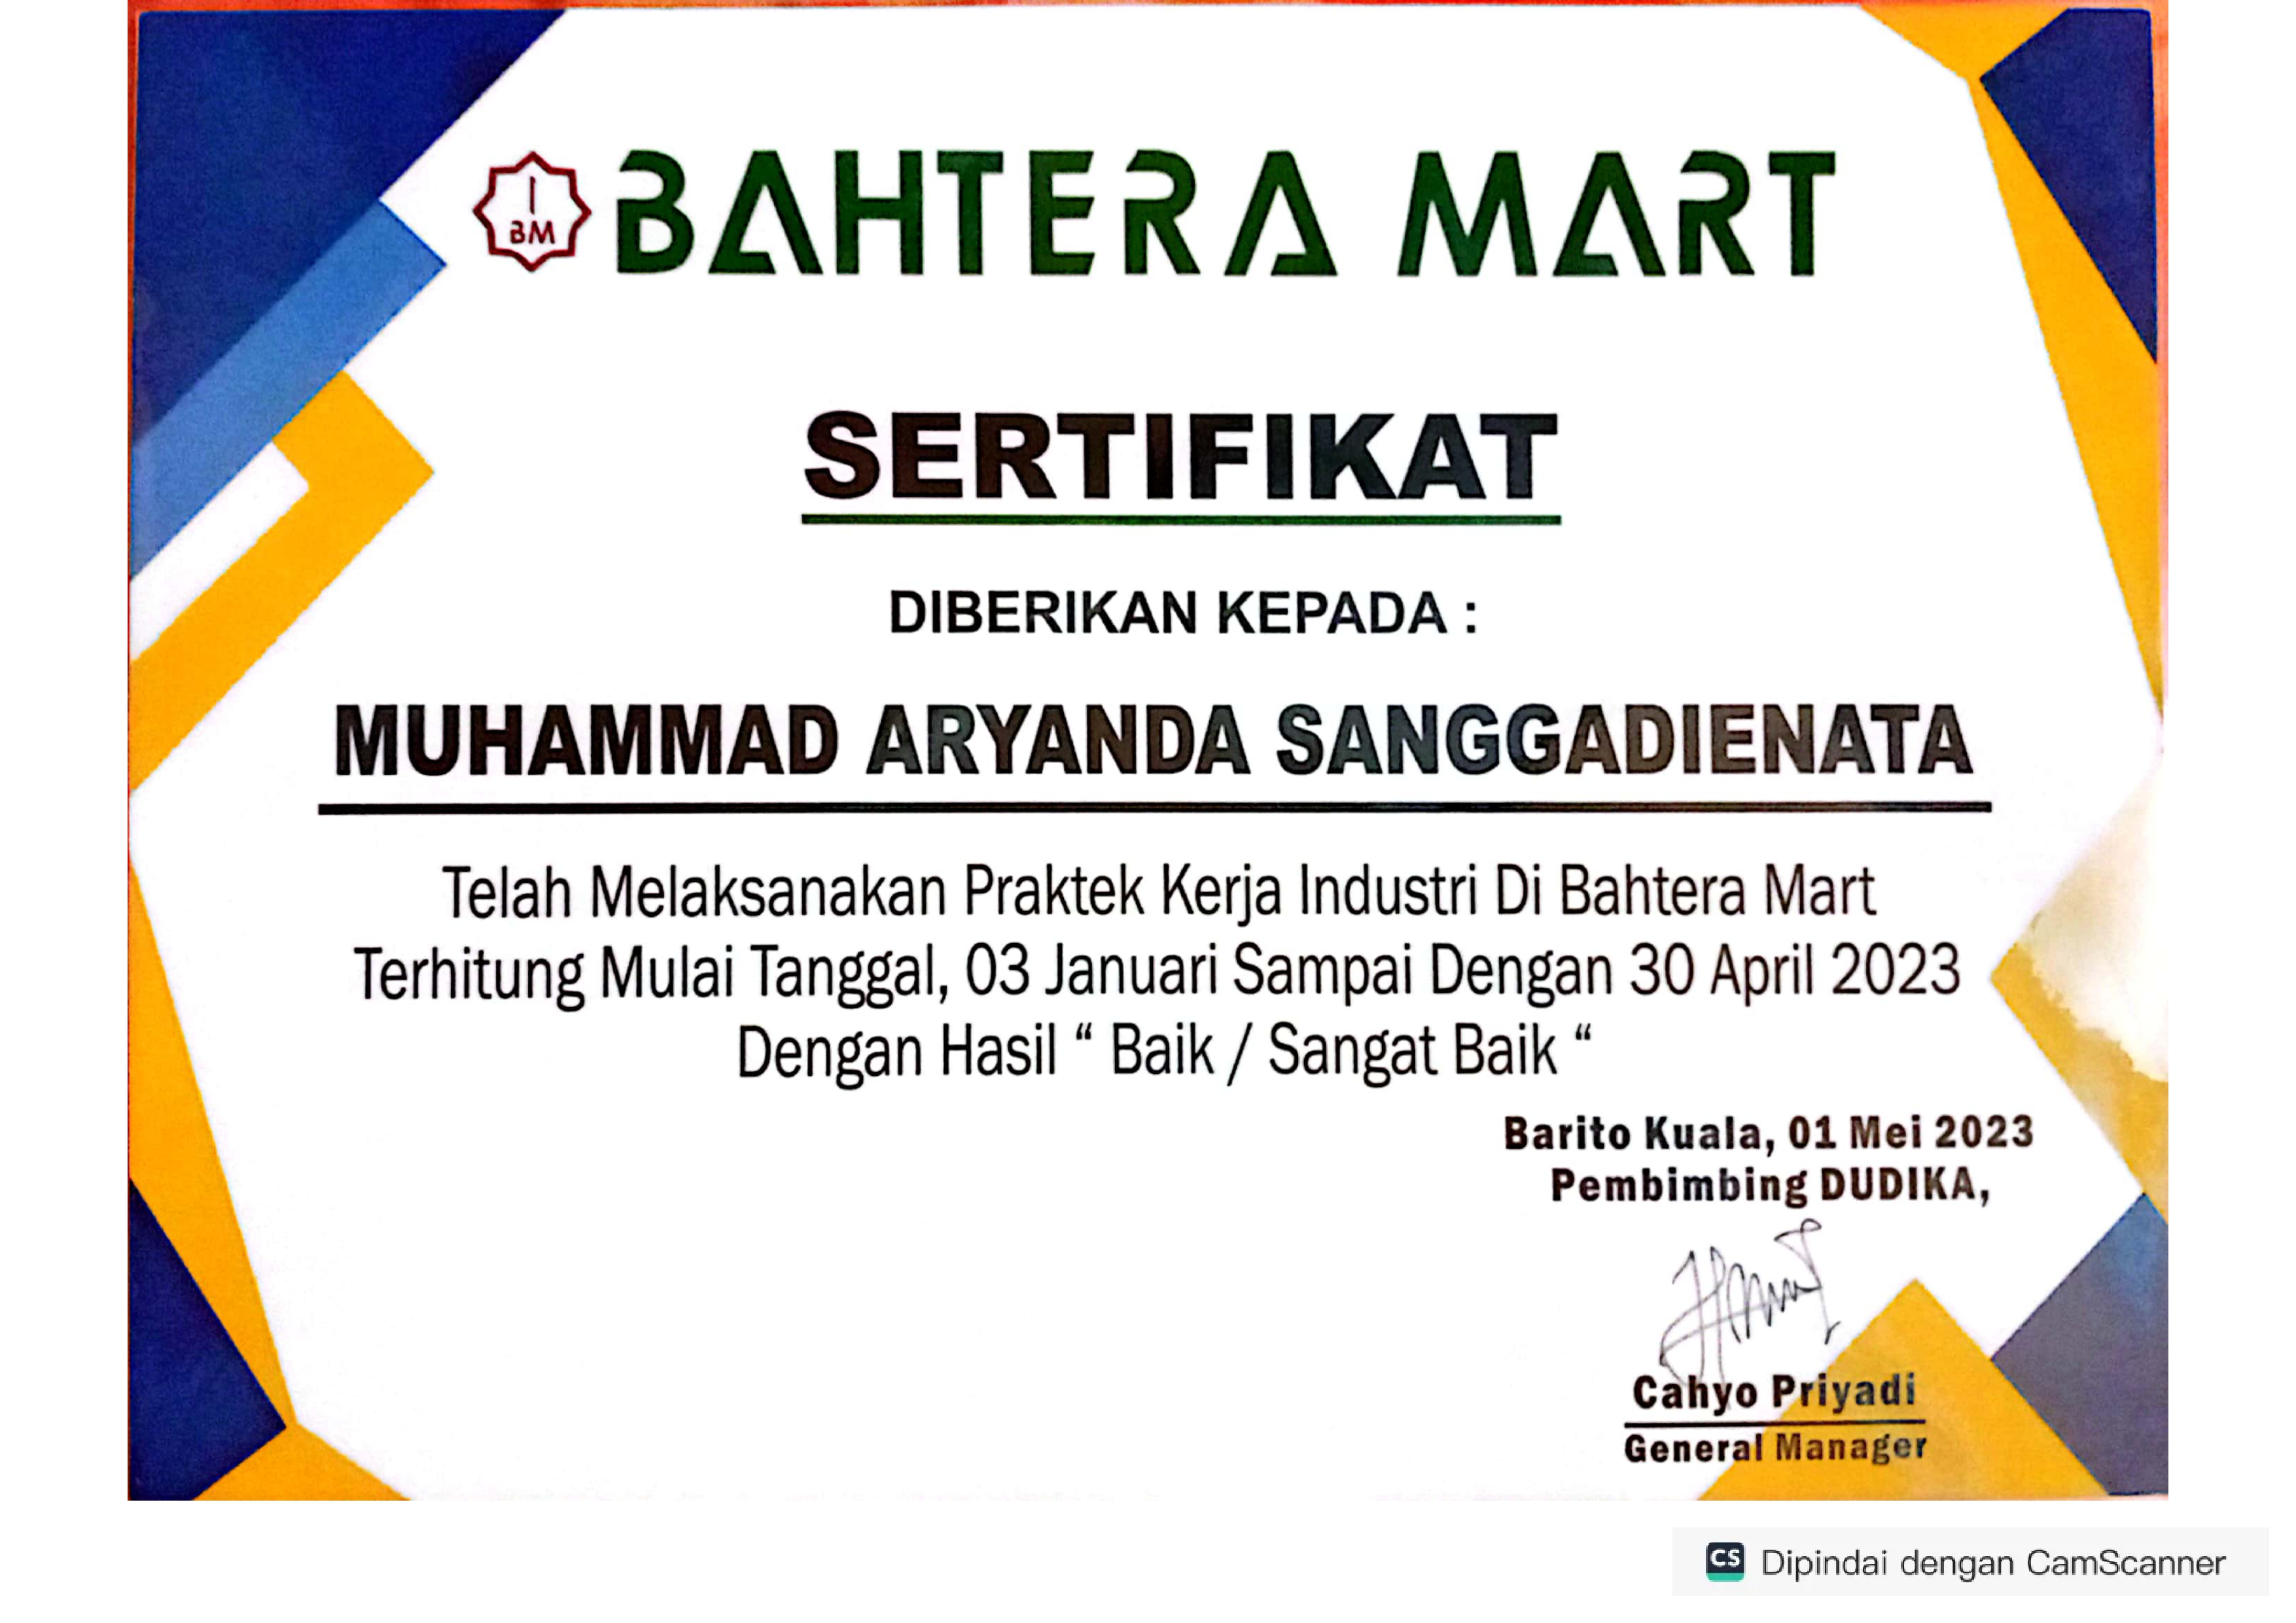 BM
BAHTERA MART
SERTIFIKAT
DIBERIKAN KEPADA :
MUHAMMAD ARYANDA SANGGADIENATA
Telah Melaksanakan Praktek Kerja Industri Di Bahtera Mart
Terhitung Mulai Tanggal, 03 Januari Sampai Dengan 30 April 2023
Dengan Hasil “ Baik / Sangat Baik “
Barito Kuala, 01 Mei 2023
Pembimbing DUDIKA,
Cahyo Priyadi
General Manager
CS Dipindai dengan CamScanner